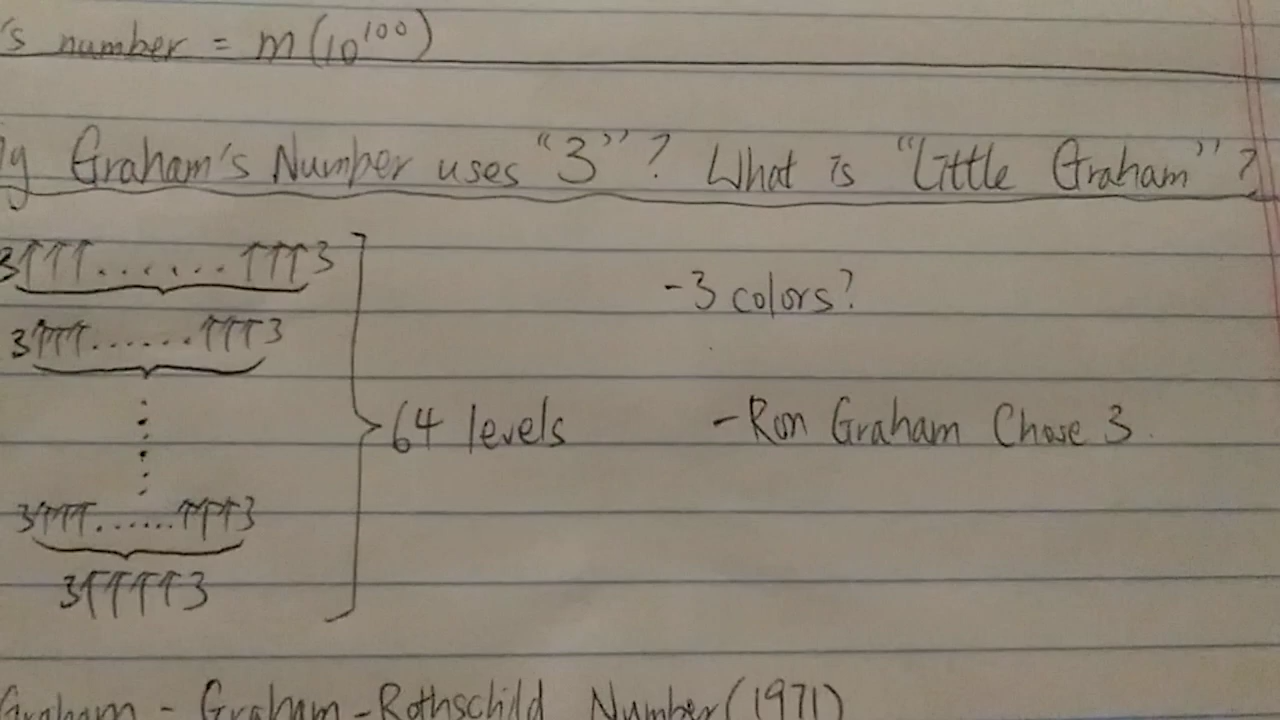 's number = m(10^100)
Graham's Number uses "3"? What is "Little Graham"?
3↑↑↑.......↑↑↑3
- 3 colors?
3↑↑↑......↑↑↑3
64 levels
- Ron Graham Chose 3.
3↑↑↑......↑↑↑3
3↑↑↑↑3
Graham - Graham-Rothschild Number (1971)